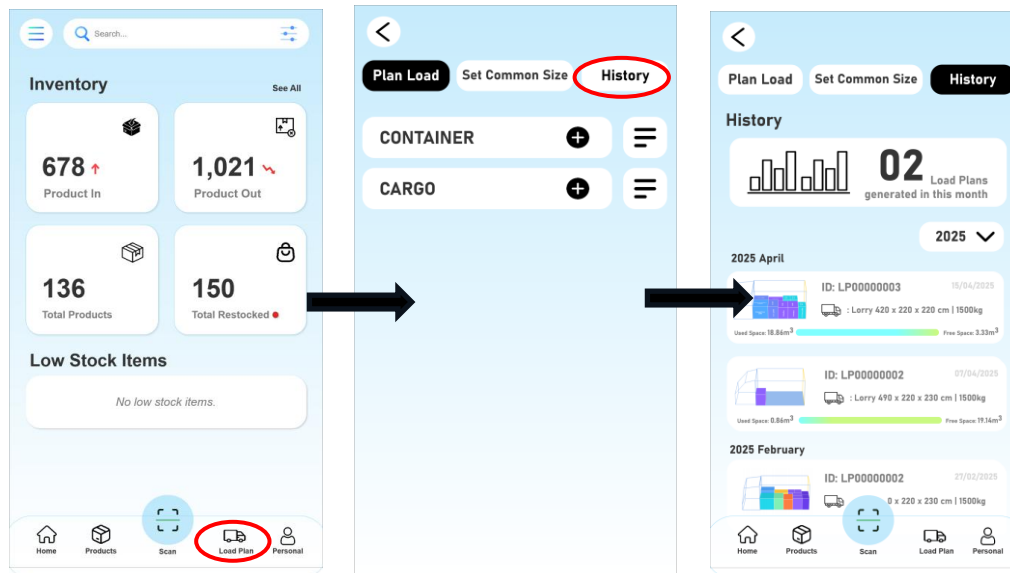 Search...
Inventory
See All
678
Product In
1,021
Product Out
136
Total Products
150
Total Restocked
Low Stock Items
No low stock items.
Home
Products
Scan
Load Plan
Personal
Plan Load
Set Common Size
History
CONTAINER
CARGO
Plan Load
Set Common Size
History
History
02 Load Plans
generated in this month
2025
2025 April
ID: LP00000003
15/04/2025
: Lorry 420 x 220 x 220 cm | 1500kg
Used Space: 18.86m³
Free Space: 3.33m³
ID: LP00000002
07/04/2025
: Lorry 490 x 220 x 230 cm | 1500kg
Used Space: 0.86m³
Free Space: 19.14m³
2025 February
ID: LP00000002
27/02/2025
0 x 220 x 230 cm | 1500kg
Home
Products
Scan
Load Plan
Personal